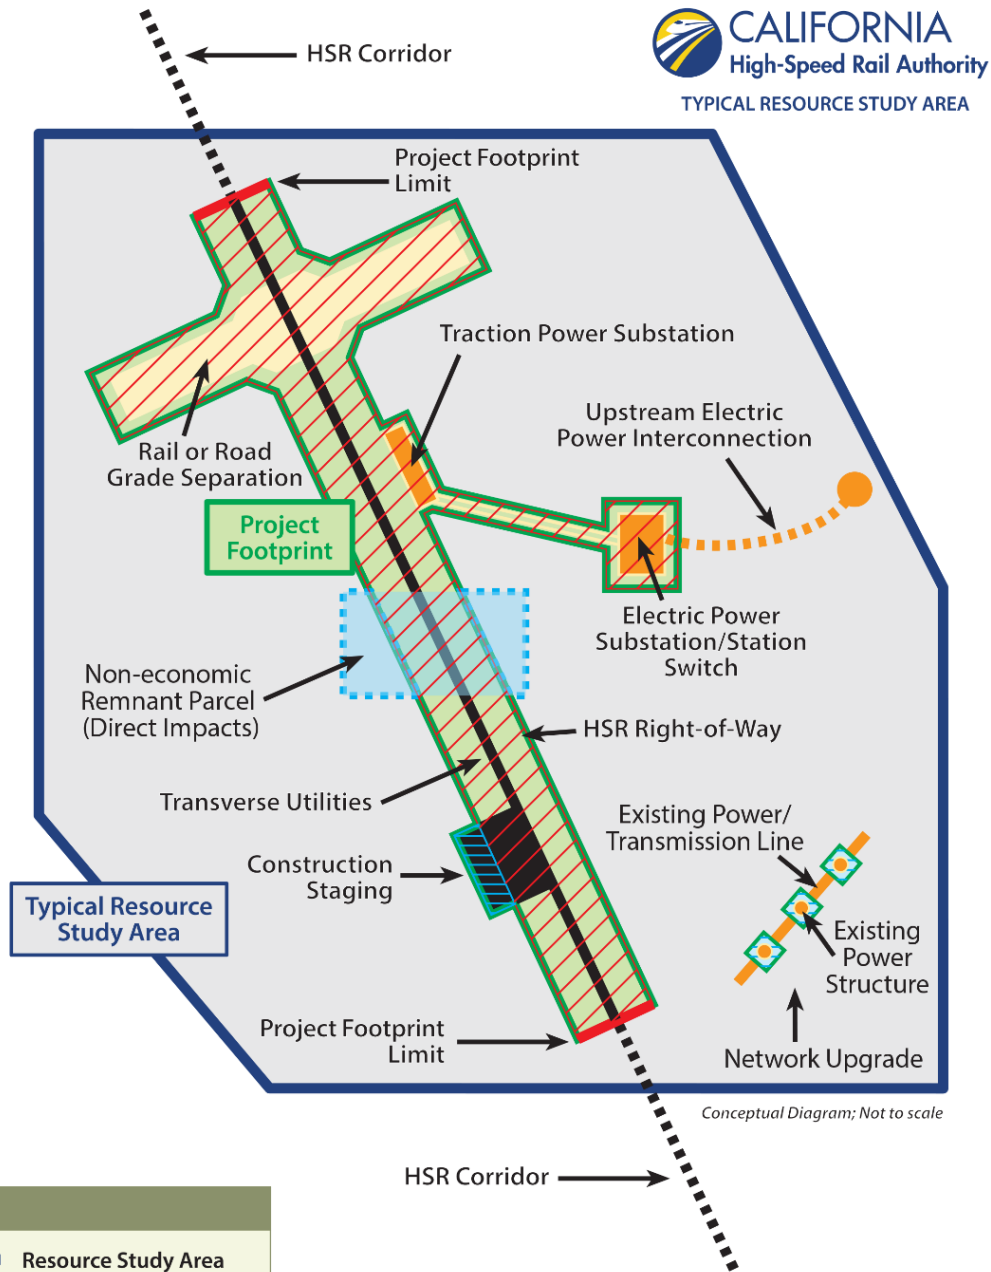 HSR Corridor
CALIFORNIA
High-Speed Rail Authority
TYPICAL RESOURCE STUDY AREA
Project Footprint
Limit
Traction Power Substation
Upstream Electric
Power Interconnection
Rail or Road
Grade Separation
Project
Footprint
Electric Power
Substation/Station
Switch
Non-economic
Remnant Parcel
(Direct Impacts)
HSR Right-of-Way
Transverse Utilities
Existing Power/
Transmission Line
Construction
Staging
Typical Resource
Study Area
Existing
Power
Structure
Project Footprint
Limit
Network Upgrade
Conceptual Diagram; Not to scale
HSR Corridor
Resource Study Area